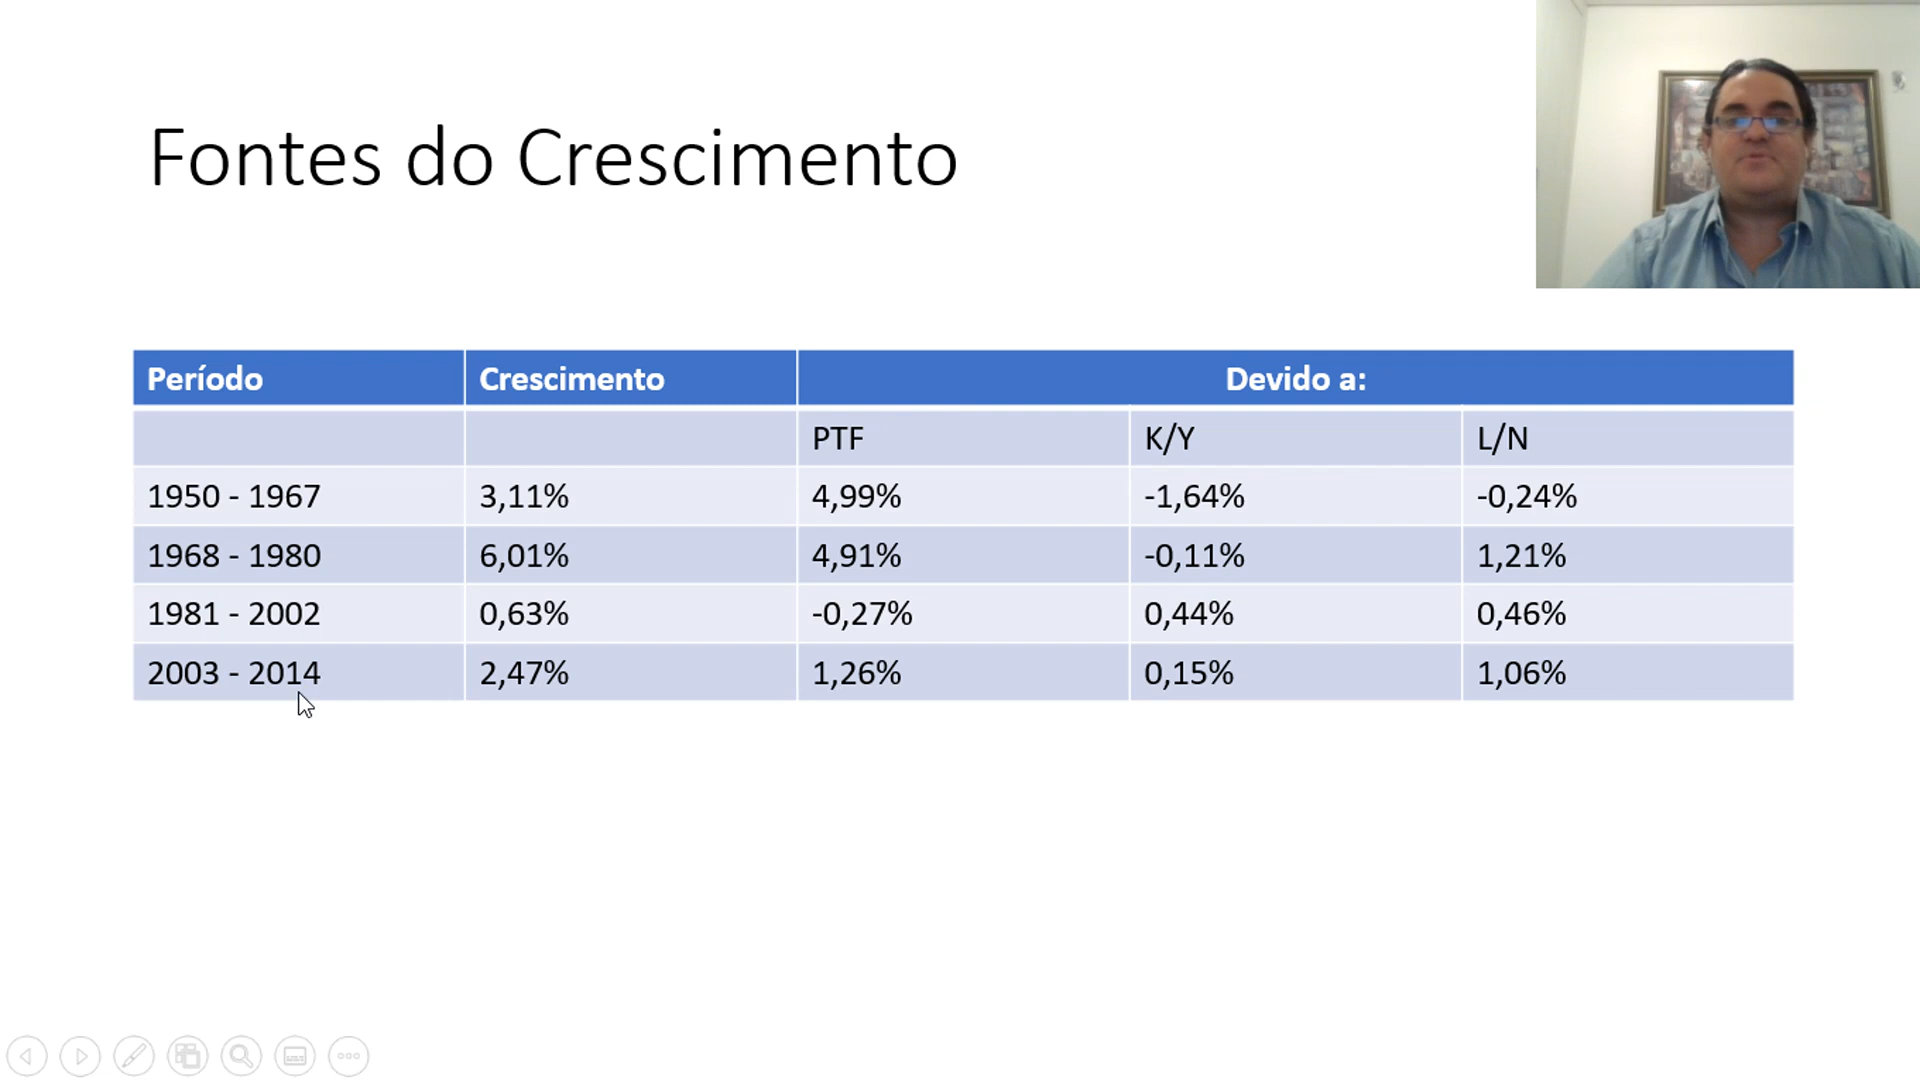 Fontes do Crescimento
Período Crescimento Devido a:
PTF K/Y L/N
1950 - 1967 3,11% 4,99% -1,64% -0,24%
1968 - 1980 6,01% 4,91% -0,11% 1,21%
1981 - 2002 0,63% -0,27% 0,44% 0,46%
2003 - 2014 2,47% 1,26% 0,15% 1,06%